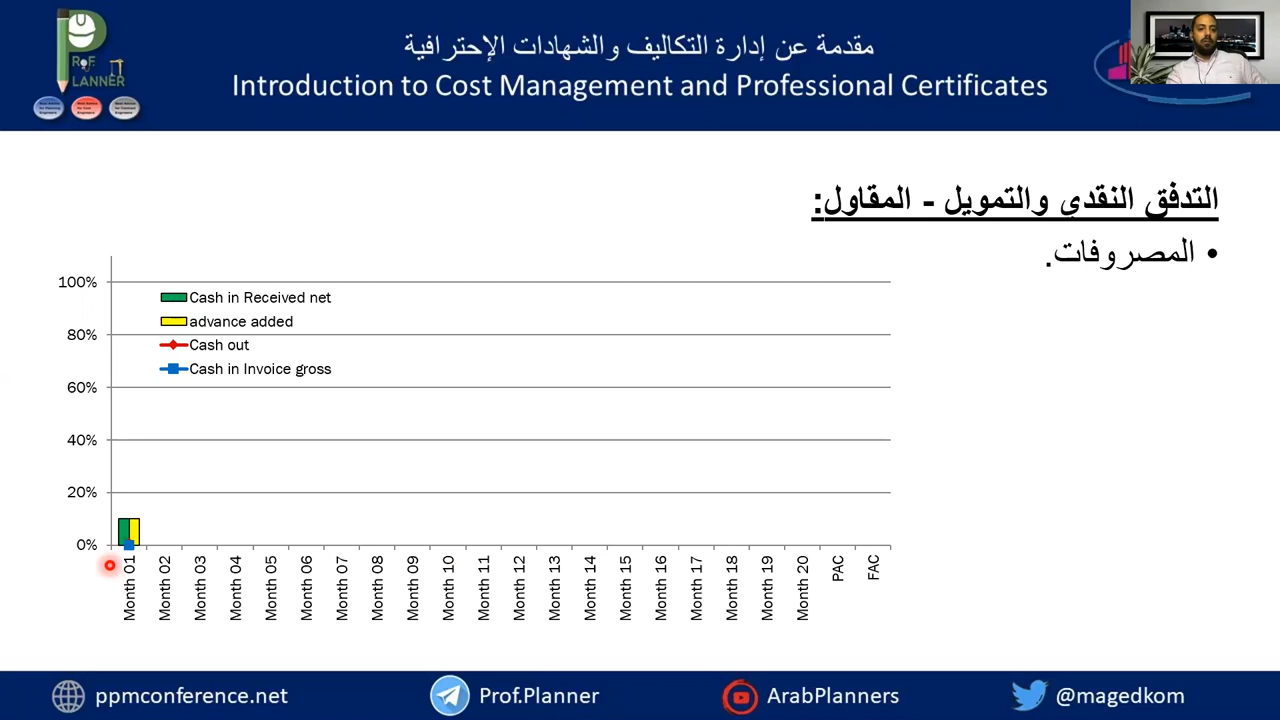 مقدمة عن إدارة التكاليف والشهادات الإحترافية
Introduction to Cost Management and Professional Certificates
P
R F.
LANNER
التدفق النقدي والتمويل - المقاول:
• المصروفات.
100%
80%
60%
40%
20%
0%
Cash in Received net
advance added
Cash out
Cash in Invoice gross
Month 01
Month 02
Month 03
Month 04
Month 05
Month 06
Month 07
Month 08
Month 09
Month 10
Month 11
Month 12
Month 13
Month 14
Month 15
Month 16
Month 17
Month 18
Month 19
Month 20
PAC
FAC
ppmconference.net
Prof.Planner
ArabPlanners
@magedkom